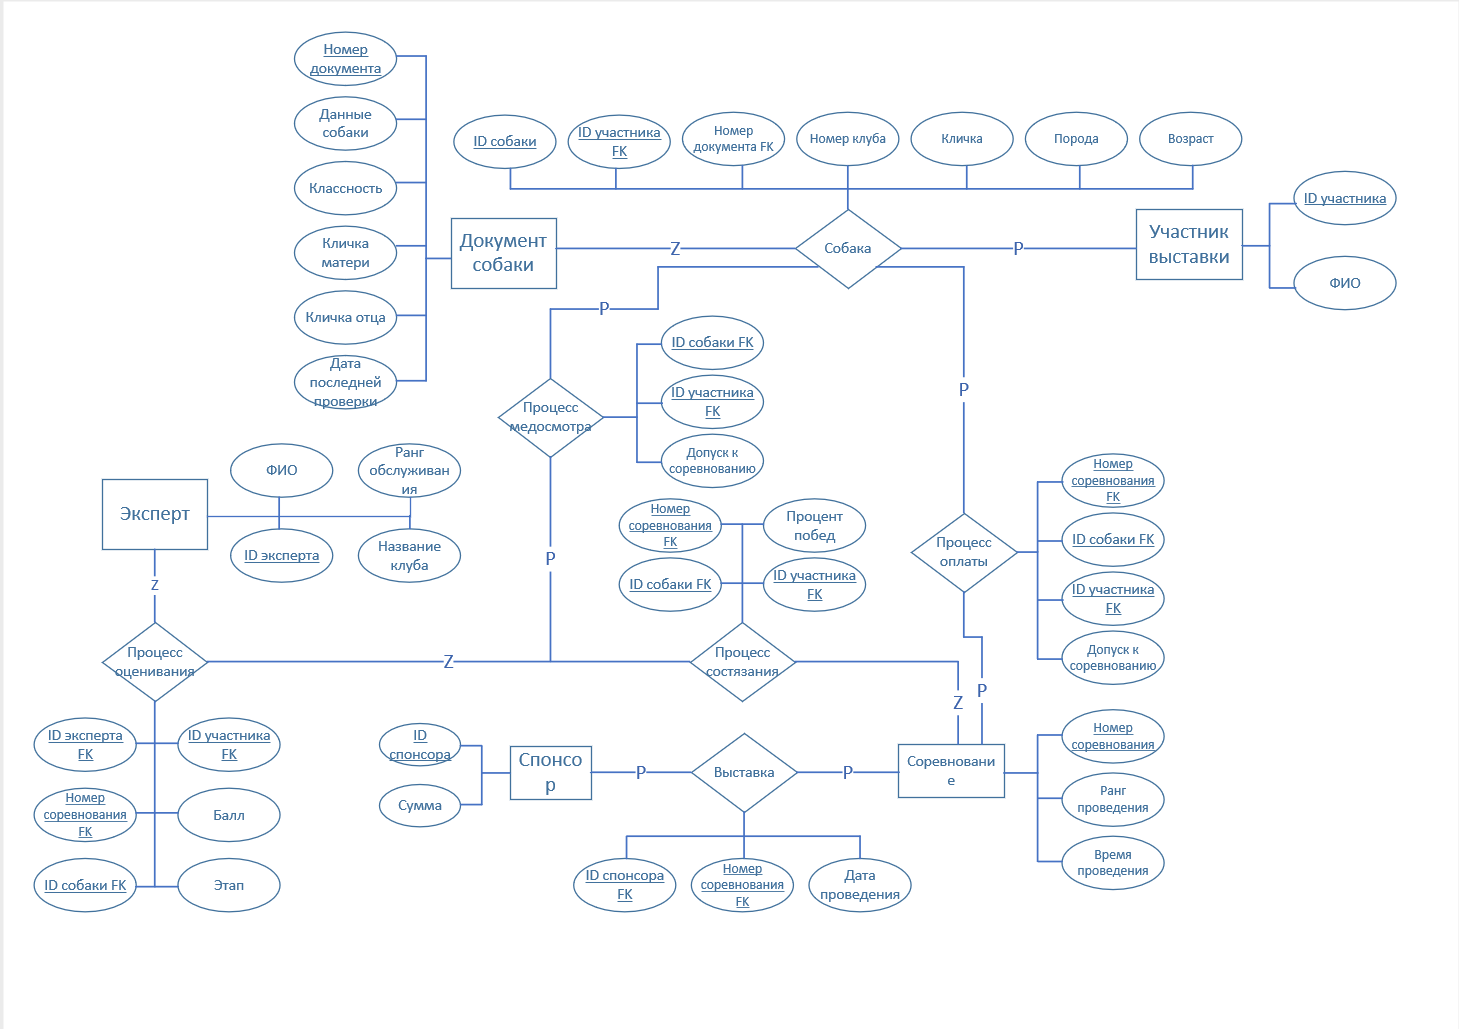 Номер
документа
Данные
собаки
Классность
Кличка
матери
Кличка отца
Дата
последней
проверки
Документ
собаки
Z
ID собаки
ID участника
FK
Номер
документа FK
Номер клуба
Кличка
Порода
Возраст
Собака
P
Участник
выставки
ID участника
ФИО
P
P
Процесс
медосмотра
ID собаки FK
ID участника
FK
Допуск к
соревнованию
P
Эксперт
ФИО
Ранг
обслуживан
ия
ID эксперта
Название
клуба
Z
Процесс
оценивания
Z
Номер
соревнования
FK
Процент
побед
ID собаки FK
ID участника
FK
Процесс
состязания
Z
Процесс
оплаты
P
Номер
соревнования
FK
ID собаки FK
ID участника
FK
Допуск к
соревнованию
ID эксперта
FK
ID участника
FK
Номер
соревнования
FK
Балл
ID собаки FK
Этап
ID
спонсора
Сумма
Спонсо
р
P
Выставка
P
Соревновани
е
Номер
соревнования
Ранг
проведения
Время
проведения
ID спонсора
FK
Номер
соревнования
FK
Дата
проведения